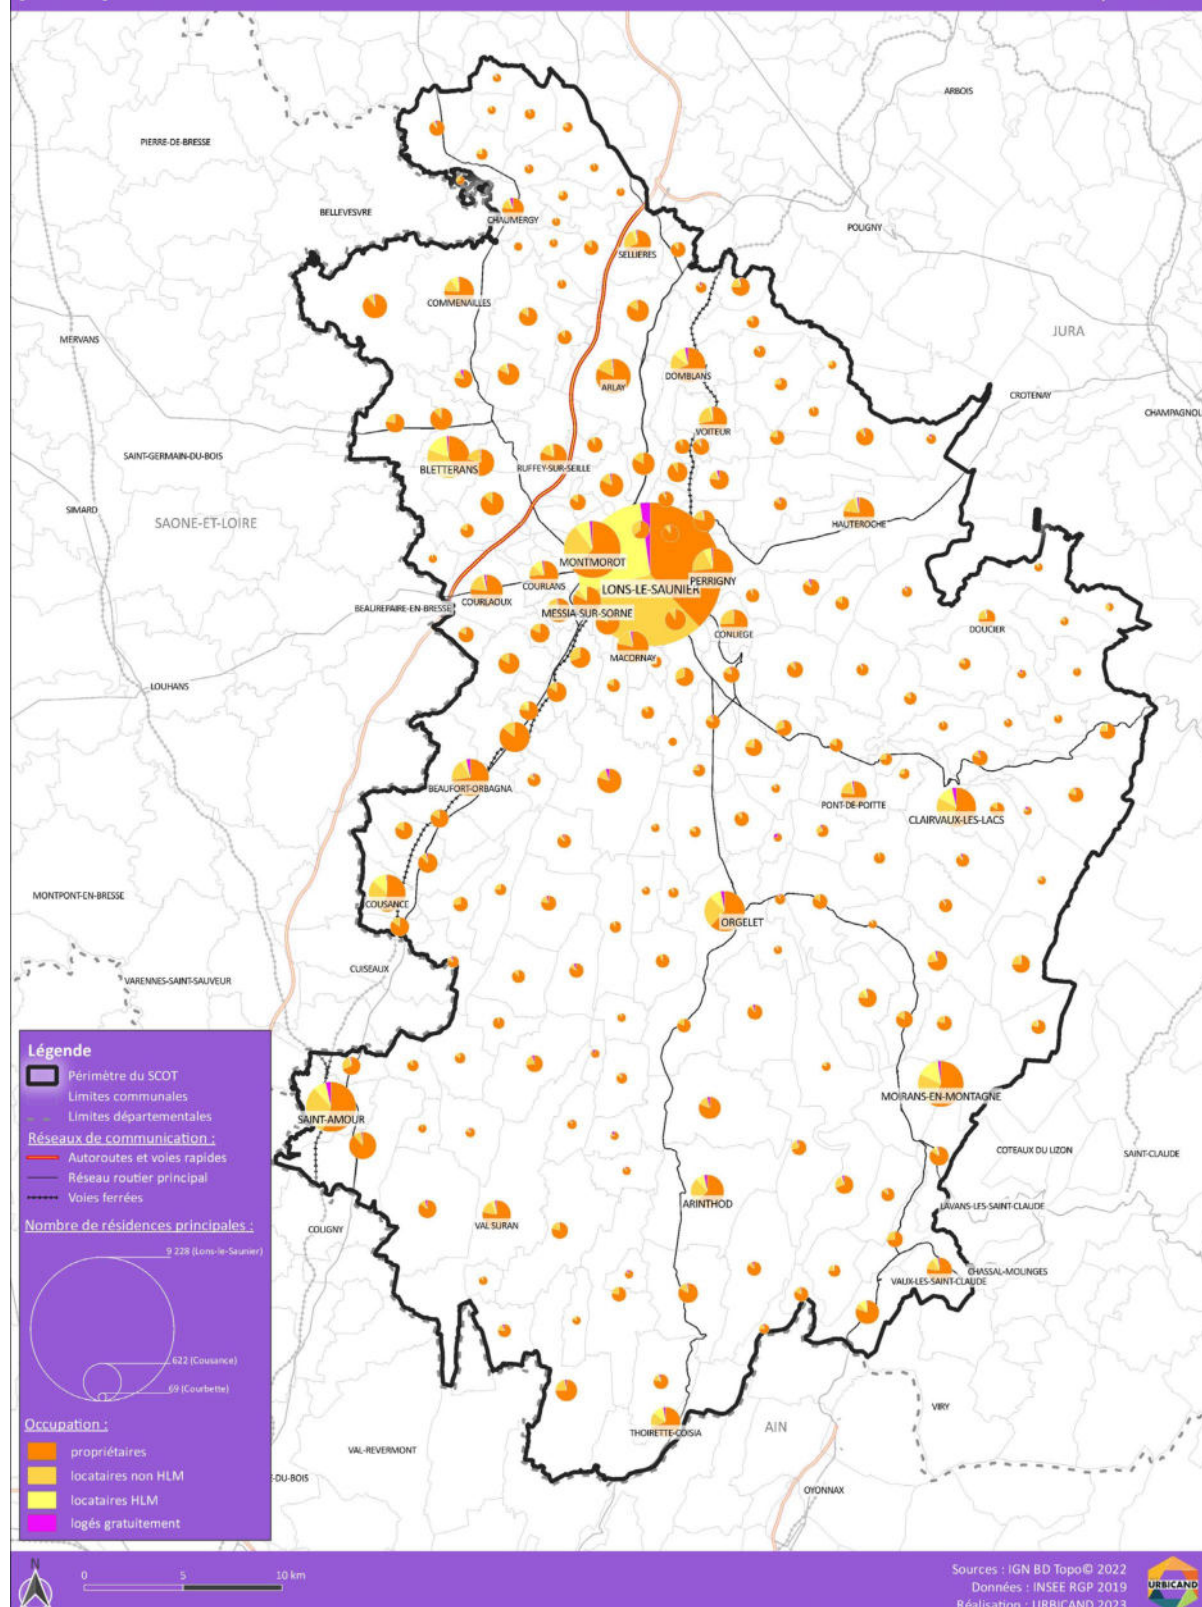 ARBOIS
PIERRE-DE-BRESSE
BELLEVESVRE
CHAUMERGY
POLIGNY
SELLIERES
COMMENAILLES
MERVANS
JURA
DOMBLANS
ARLAY
CROTENAY
CHAMPAGNOL
VOITEUR
SAINT-GERMAIN-DU-BOIS
BLETTERANS
RUFFEY-SUR-SEILLE
SIMARD
SAONE-ET-LOIRE
HAUTEROCHE
MONTMOROT
PERRIGNY
COURLANS
LONS-LE-SAUNIER
COURLAOUX
BEAUREPAIRE-EN-BRESSE
MESSIA-SUR-SORNE
CONLIEGE
DOUCIER
MACORNAY
LOUHANS
BEAUFORT-ORBAGNA
PONT-DE-POITTE
CLAIRVAUX-LES-LACS
MONTPONT-EN-BRESSE
COUSANCE
ORGELET
CUISEAUX
VARENNES-SAINT-SAUVEUR
Légende
Périmètre du SCOT
Limites communales
Limites départementales
Réseaux de communication :
Autoroutes et voies rapides
Réseau routier principal
Voies ferrées
Nombre de résidences principales :
9 228 (Lons-le-Saunier)
622 (Cousance)
69 (Courbette)
Occupation :
propriétaires
locataires non HLM
locataires HLM
logés gratuitement
MOIRANS-EN-MONTAGNE
SAINT-AMOUR
COTEAUX DU LIZON
SAINT-CLAUDE
ARINTHOD
LAVANS-LES-SAINT-CLAUDE
VAL SURAN
COLIGNY
CHASSAL-MOLINGES
VAUX-LES-SAINT-CLAUDE
VIRY
AIN
THOIRETTE-COISIA
VAL-REVERMONT
E-DU-BOIS
OYONNAX
N
0 5 10 km
Sources : IGN BD Topo© 2022
Données : INSEE RGP 2019
Réalisation : URBICAND 2023
URBICAND